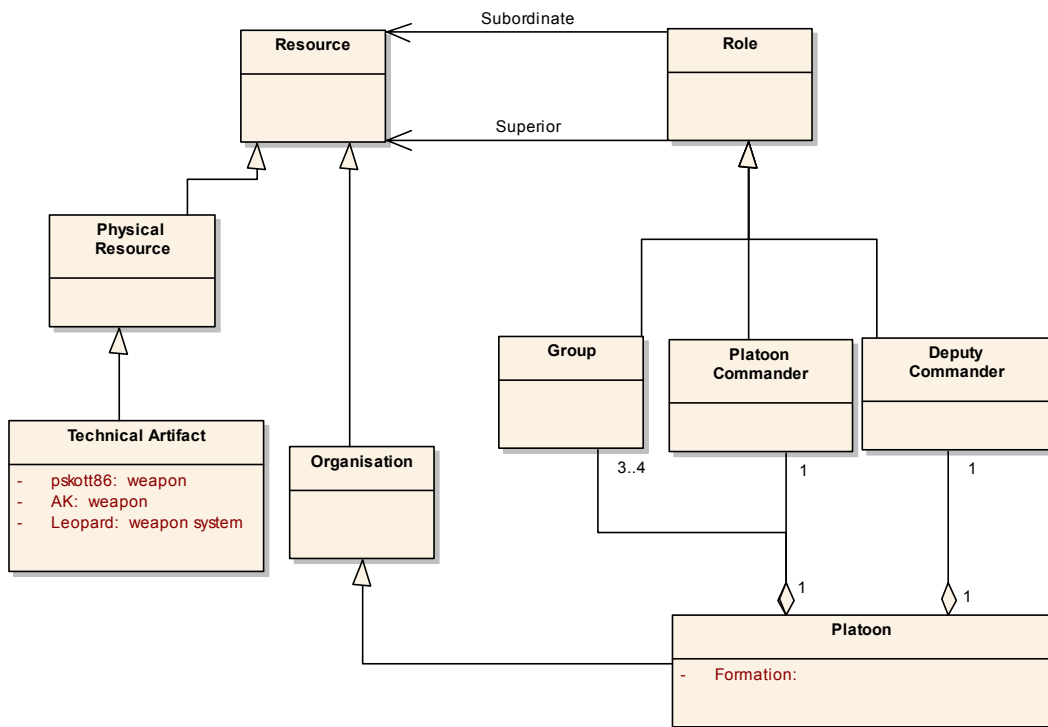 Subordinate
Resource
Role
Superior
Physical
Resource
Group
Platoon
Commander
Deputy
Commander
Technical Artifact
- pskott86: weapon
- AK: weapon
- Leopard: weapon system
Organisation
3..4
1
1
1
1
Platoon
- Formation: